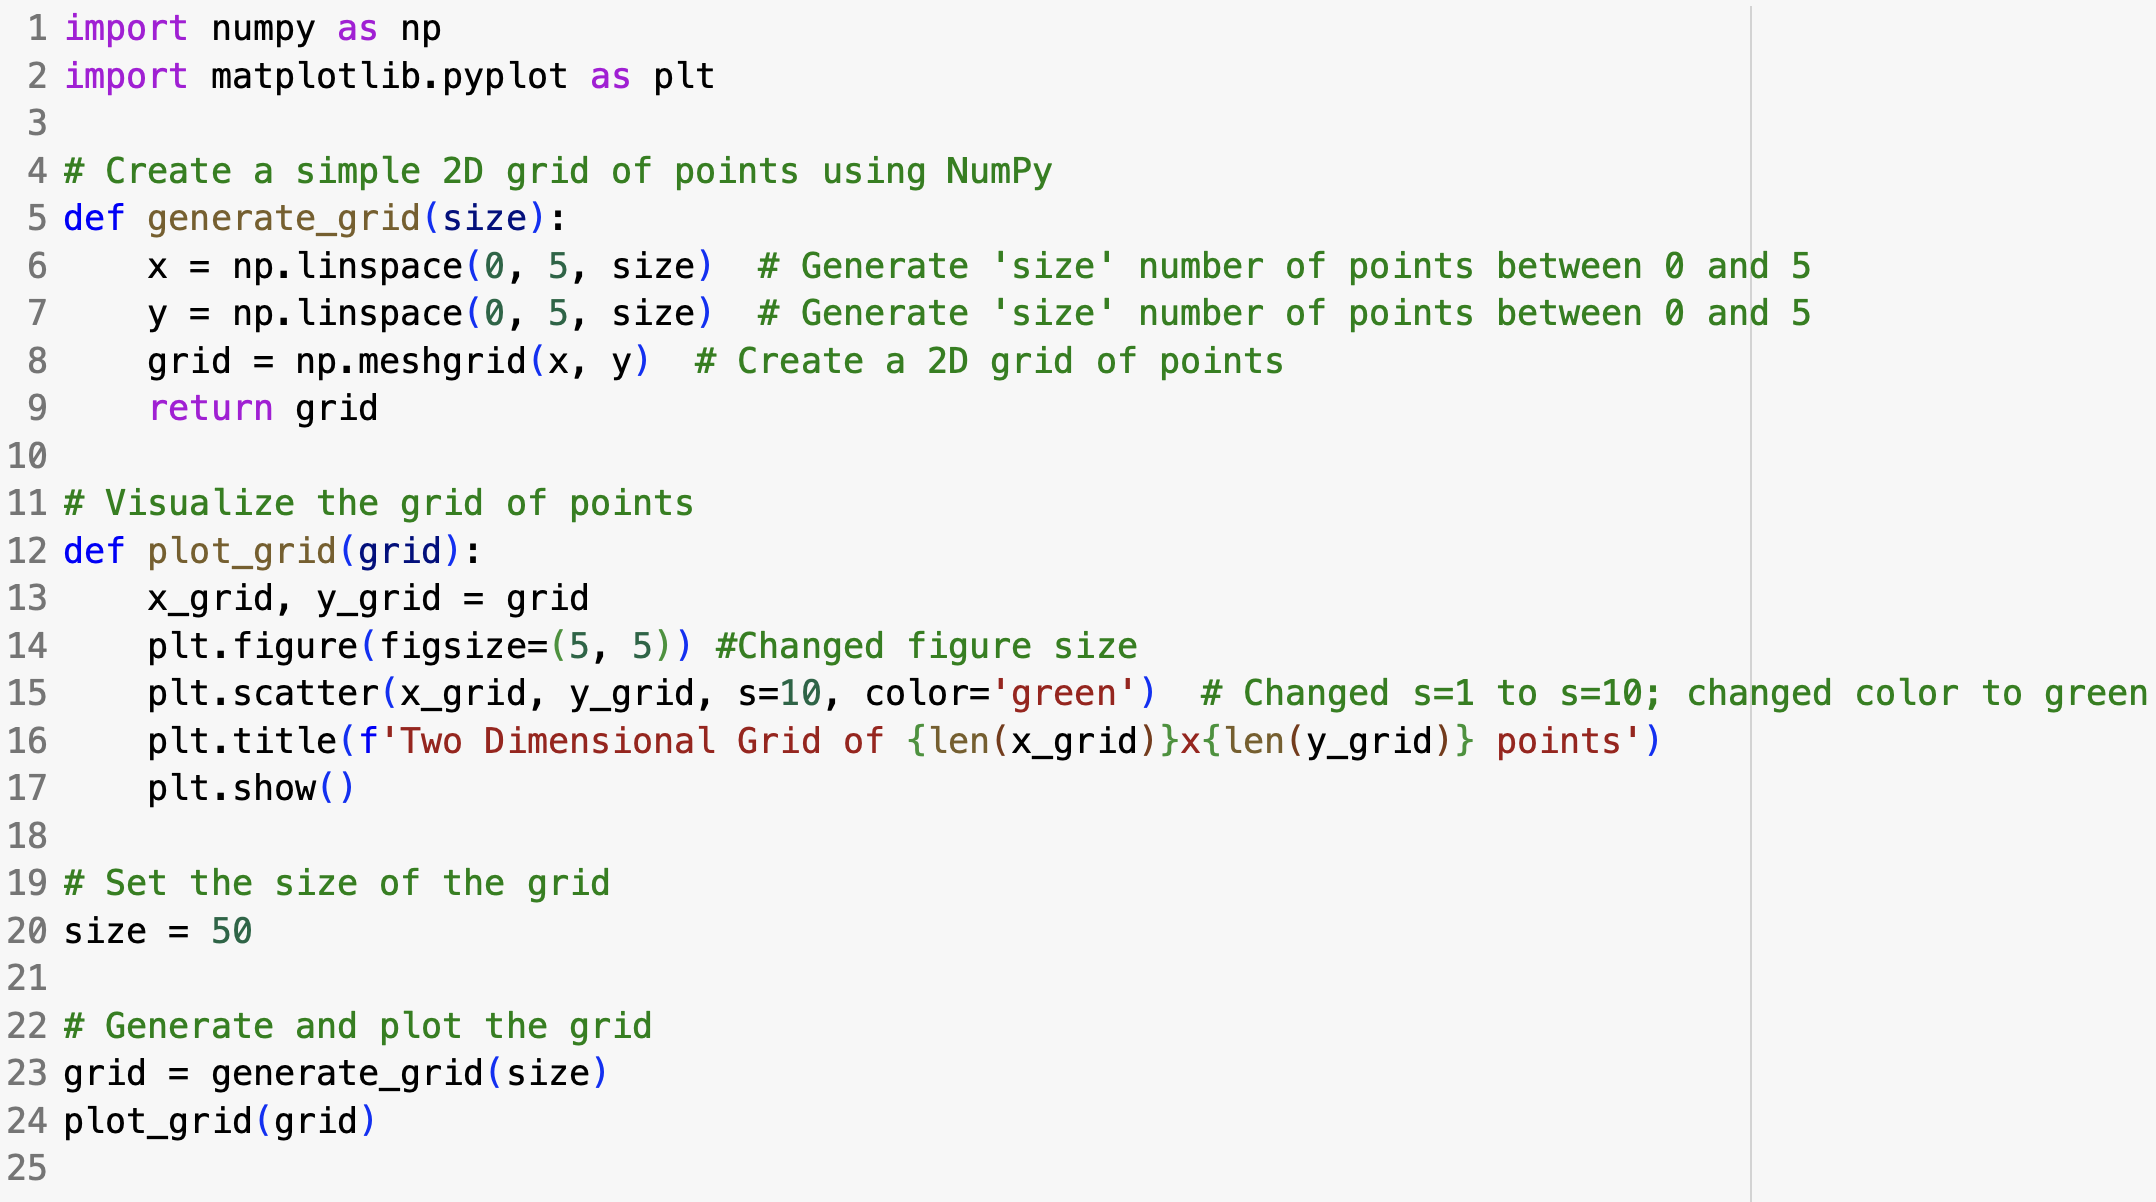 1 import numpy as np
2 import matplotlib.pyplot as plt
3
4 # Create a simple 2D grid of points using NumPy
5 def generate_grid(size):
6     x = np.linspace(0, 5, size)  # Generate 'size' number of points between 0 and 5
7     y = np.linspace(0, 5, size)  # Generate 'size' number of points between 0 and 5
8     grid = np.meshgrid(x, y)  # Create a 2D grid of points
9     return grid
10
11 # Visualize the grid of points
12 def plot_grid(grid):
13     x_grid, y_grid = grid
14     plt.figure(figsize=(5, 5)) #Changed figure size
15     plt.scatter(x_grid, y_grid, s=10, color='green')  # Changed s=1 to s=10; changed color to green
16     plt.title(f'Two Dimensional Grid of {len(x_grid)}x{len(y_grid)} points')
17     plt.show()
18
19 # Set the size of the grid
20 size = 50
21
22 # Generate and plot the grid
23 grid = generate_grid(size)
24 plot_grid(grid)
25